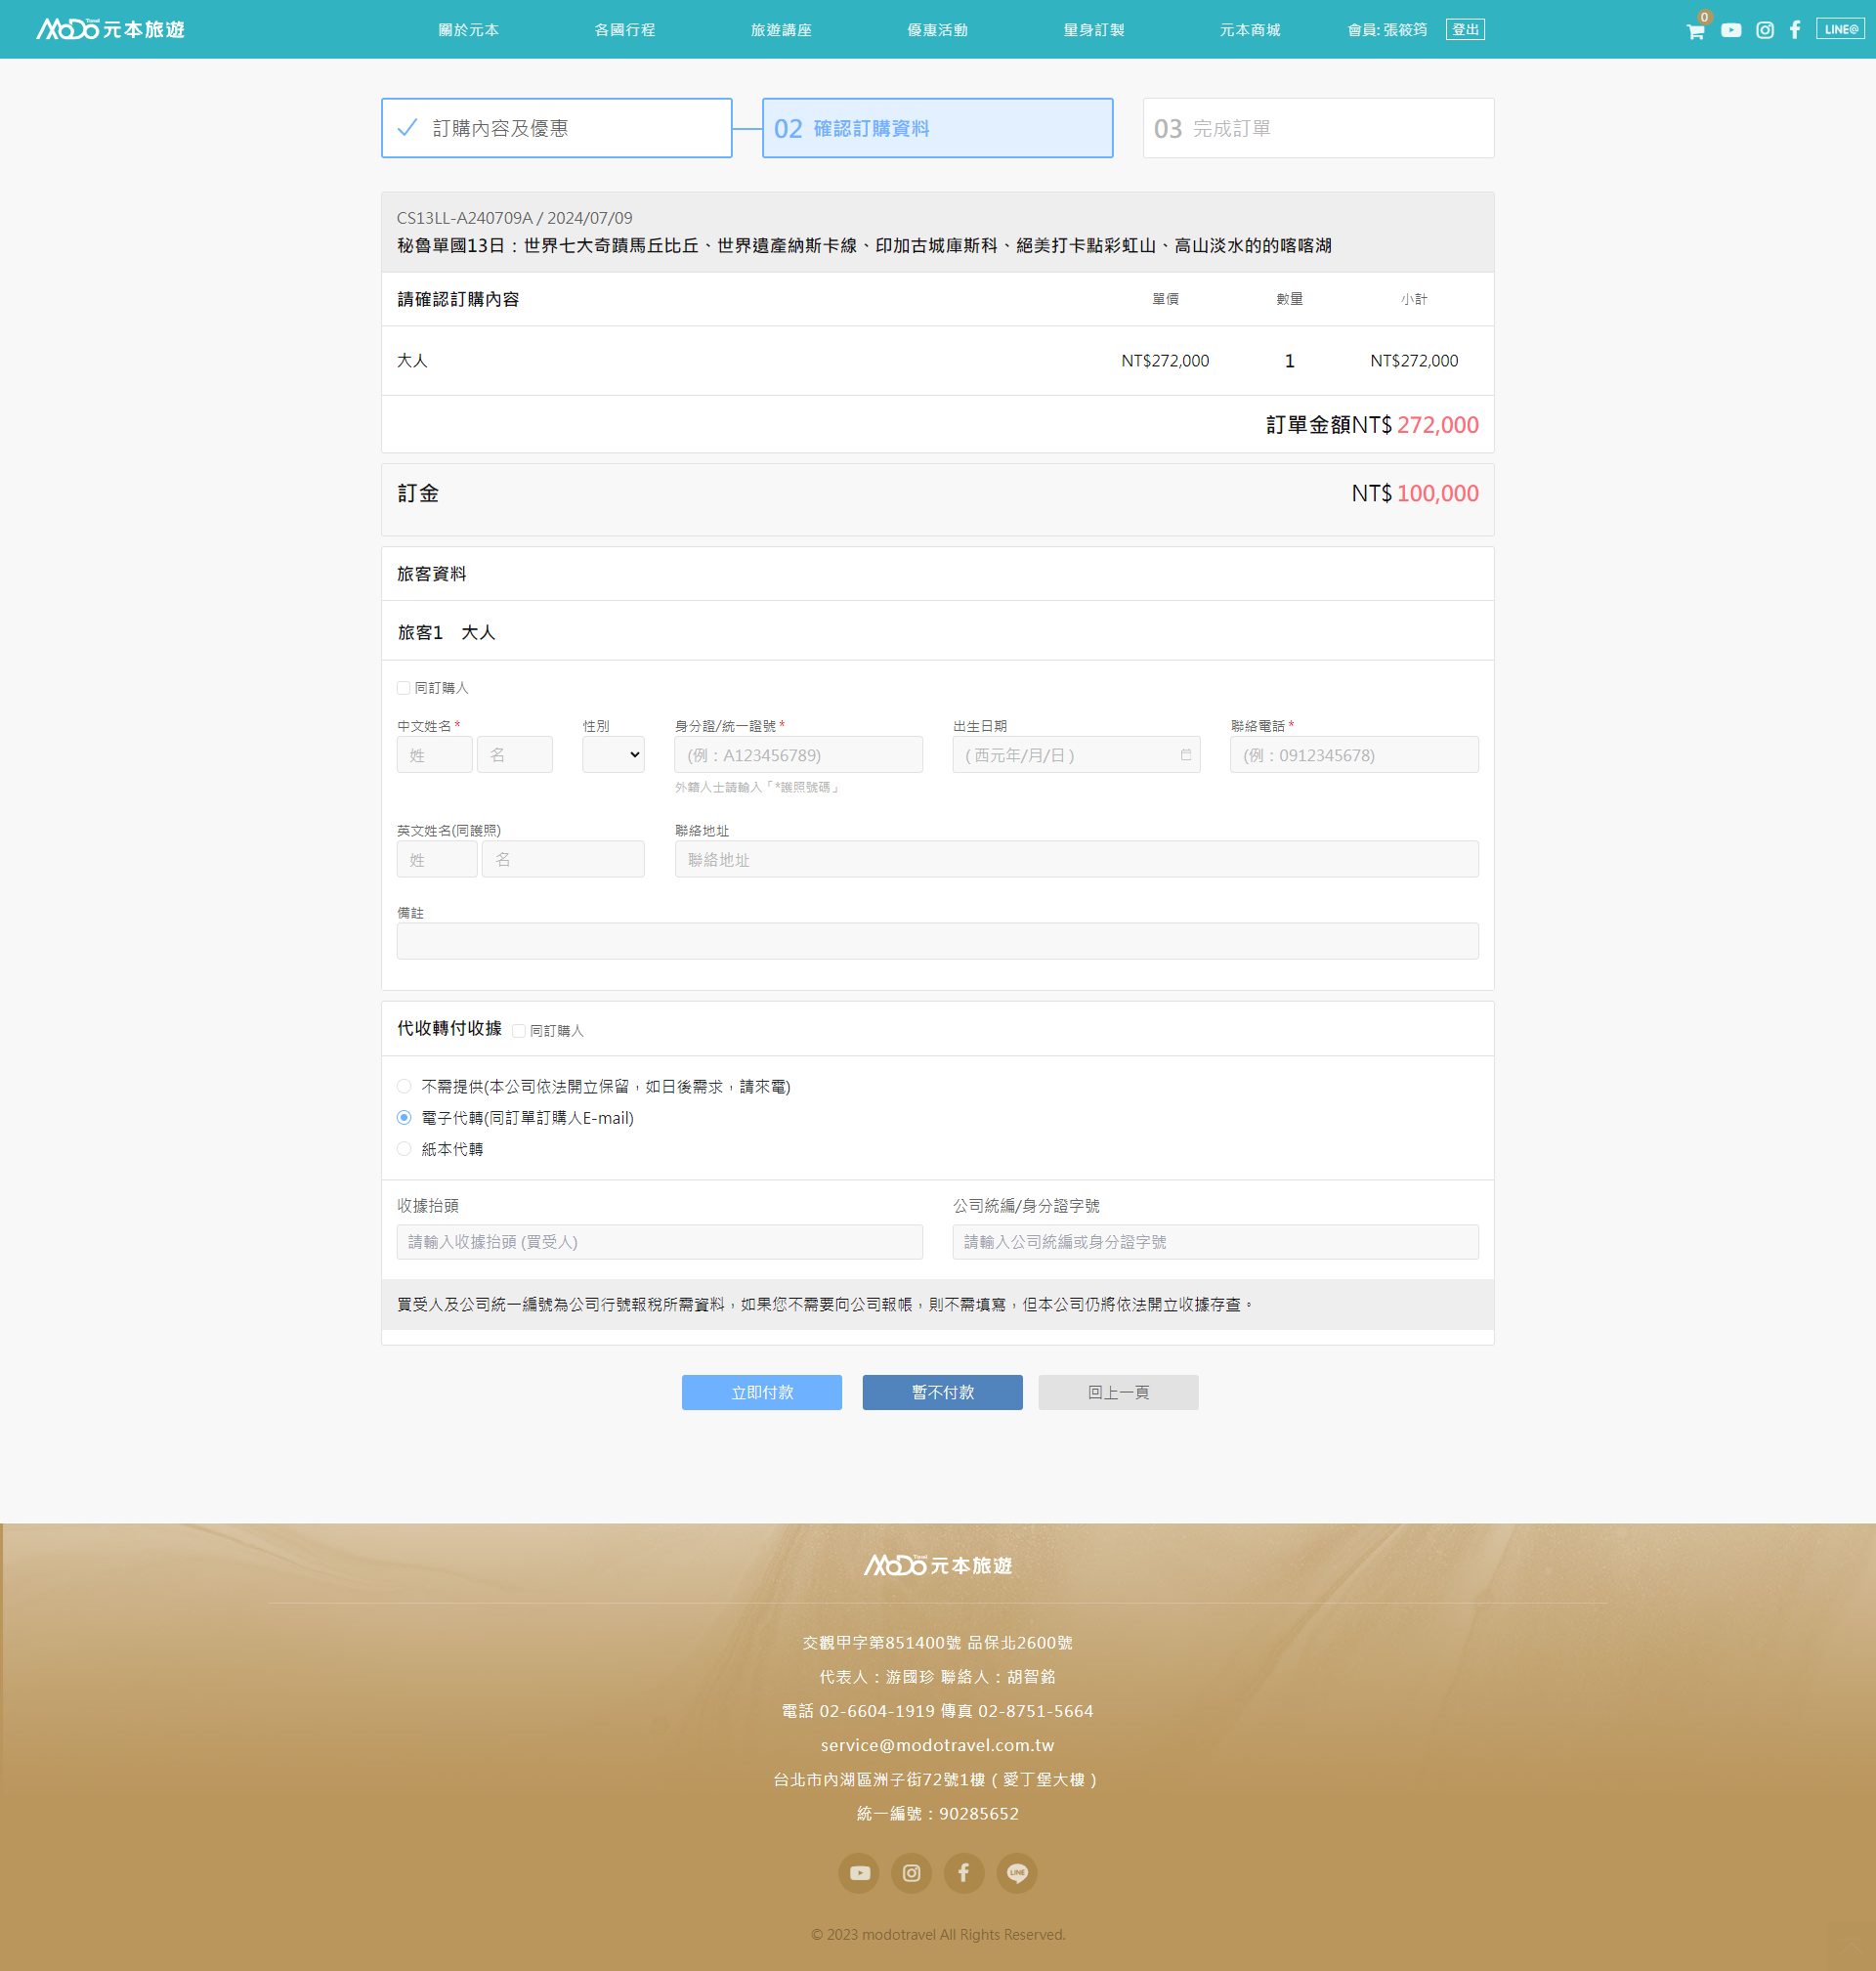 MoDo Travel 元本旅遊
關於元本 各國行程 旅遊講座 優惠活動 量身訂製 元本商城 會員: 張筱筠 登出 0 LINE@
訂購內容及優惠 02 確認訂購資料 03 完成訂單
CS13LL-A240709A / 2024/07/09
秘魯單國13日：世界七大奇蹟馬丘比丘、世界遺產納斯卡線、印加古城庫斯科、絕美打卡點彩虹山、高山淡水的的喀喀湖
請確認訂購內容 單價 數量 小計
大人 NT$272,000 1 NT$272,000
訂單金額NT$ 272,000
訂金 NT$ 100,000
旅客資料
旅客1 大人
同訂購人
中文姓名* 性別 身分證/統一證號* 出生日期 聯絡電話*
姓 名 (例：A123456789) ( 西元年/月/日 ) (例：0912345678)
外籍人士請輸入「*護照號碼」
英文姓名(同護照) 聯絡地址
姓 名 聯絡地址
備註
代收轉付收據 同訂購人
不需提供(本公司依法開立保留，如日後需求，請來電)
電子代轉(同訂單訂購人E-mail)
紙本代轉
收據抬頭 公司統編/身分證字號
請輸入收據抬頭 (買受人) 請輸入公司統編或身分證字號
買受人及公司統一編號為公司行號報稅所需資料，如果您不需要向公司報帳，則不需填寫，但本公司仍將依法開立收據存查。
立即付款 暫不付款 回上一頁
MoDo Travel 元本旅遊
交觀甲字第851400號 品保北2600號
代表人：游國珍 聯絡人：胡智銘
電話 02-6604-1919 傳真 02-8751-5664
service@modotravel.com.tw
台北市內湖區洲子街72號1樓 ( 愛丁堡大樓 )
統一編號：90285652
LINE
© 2023 modotravel All Rights Reserved.